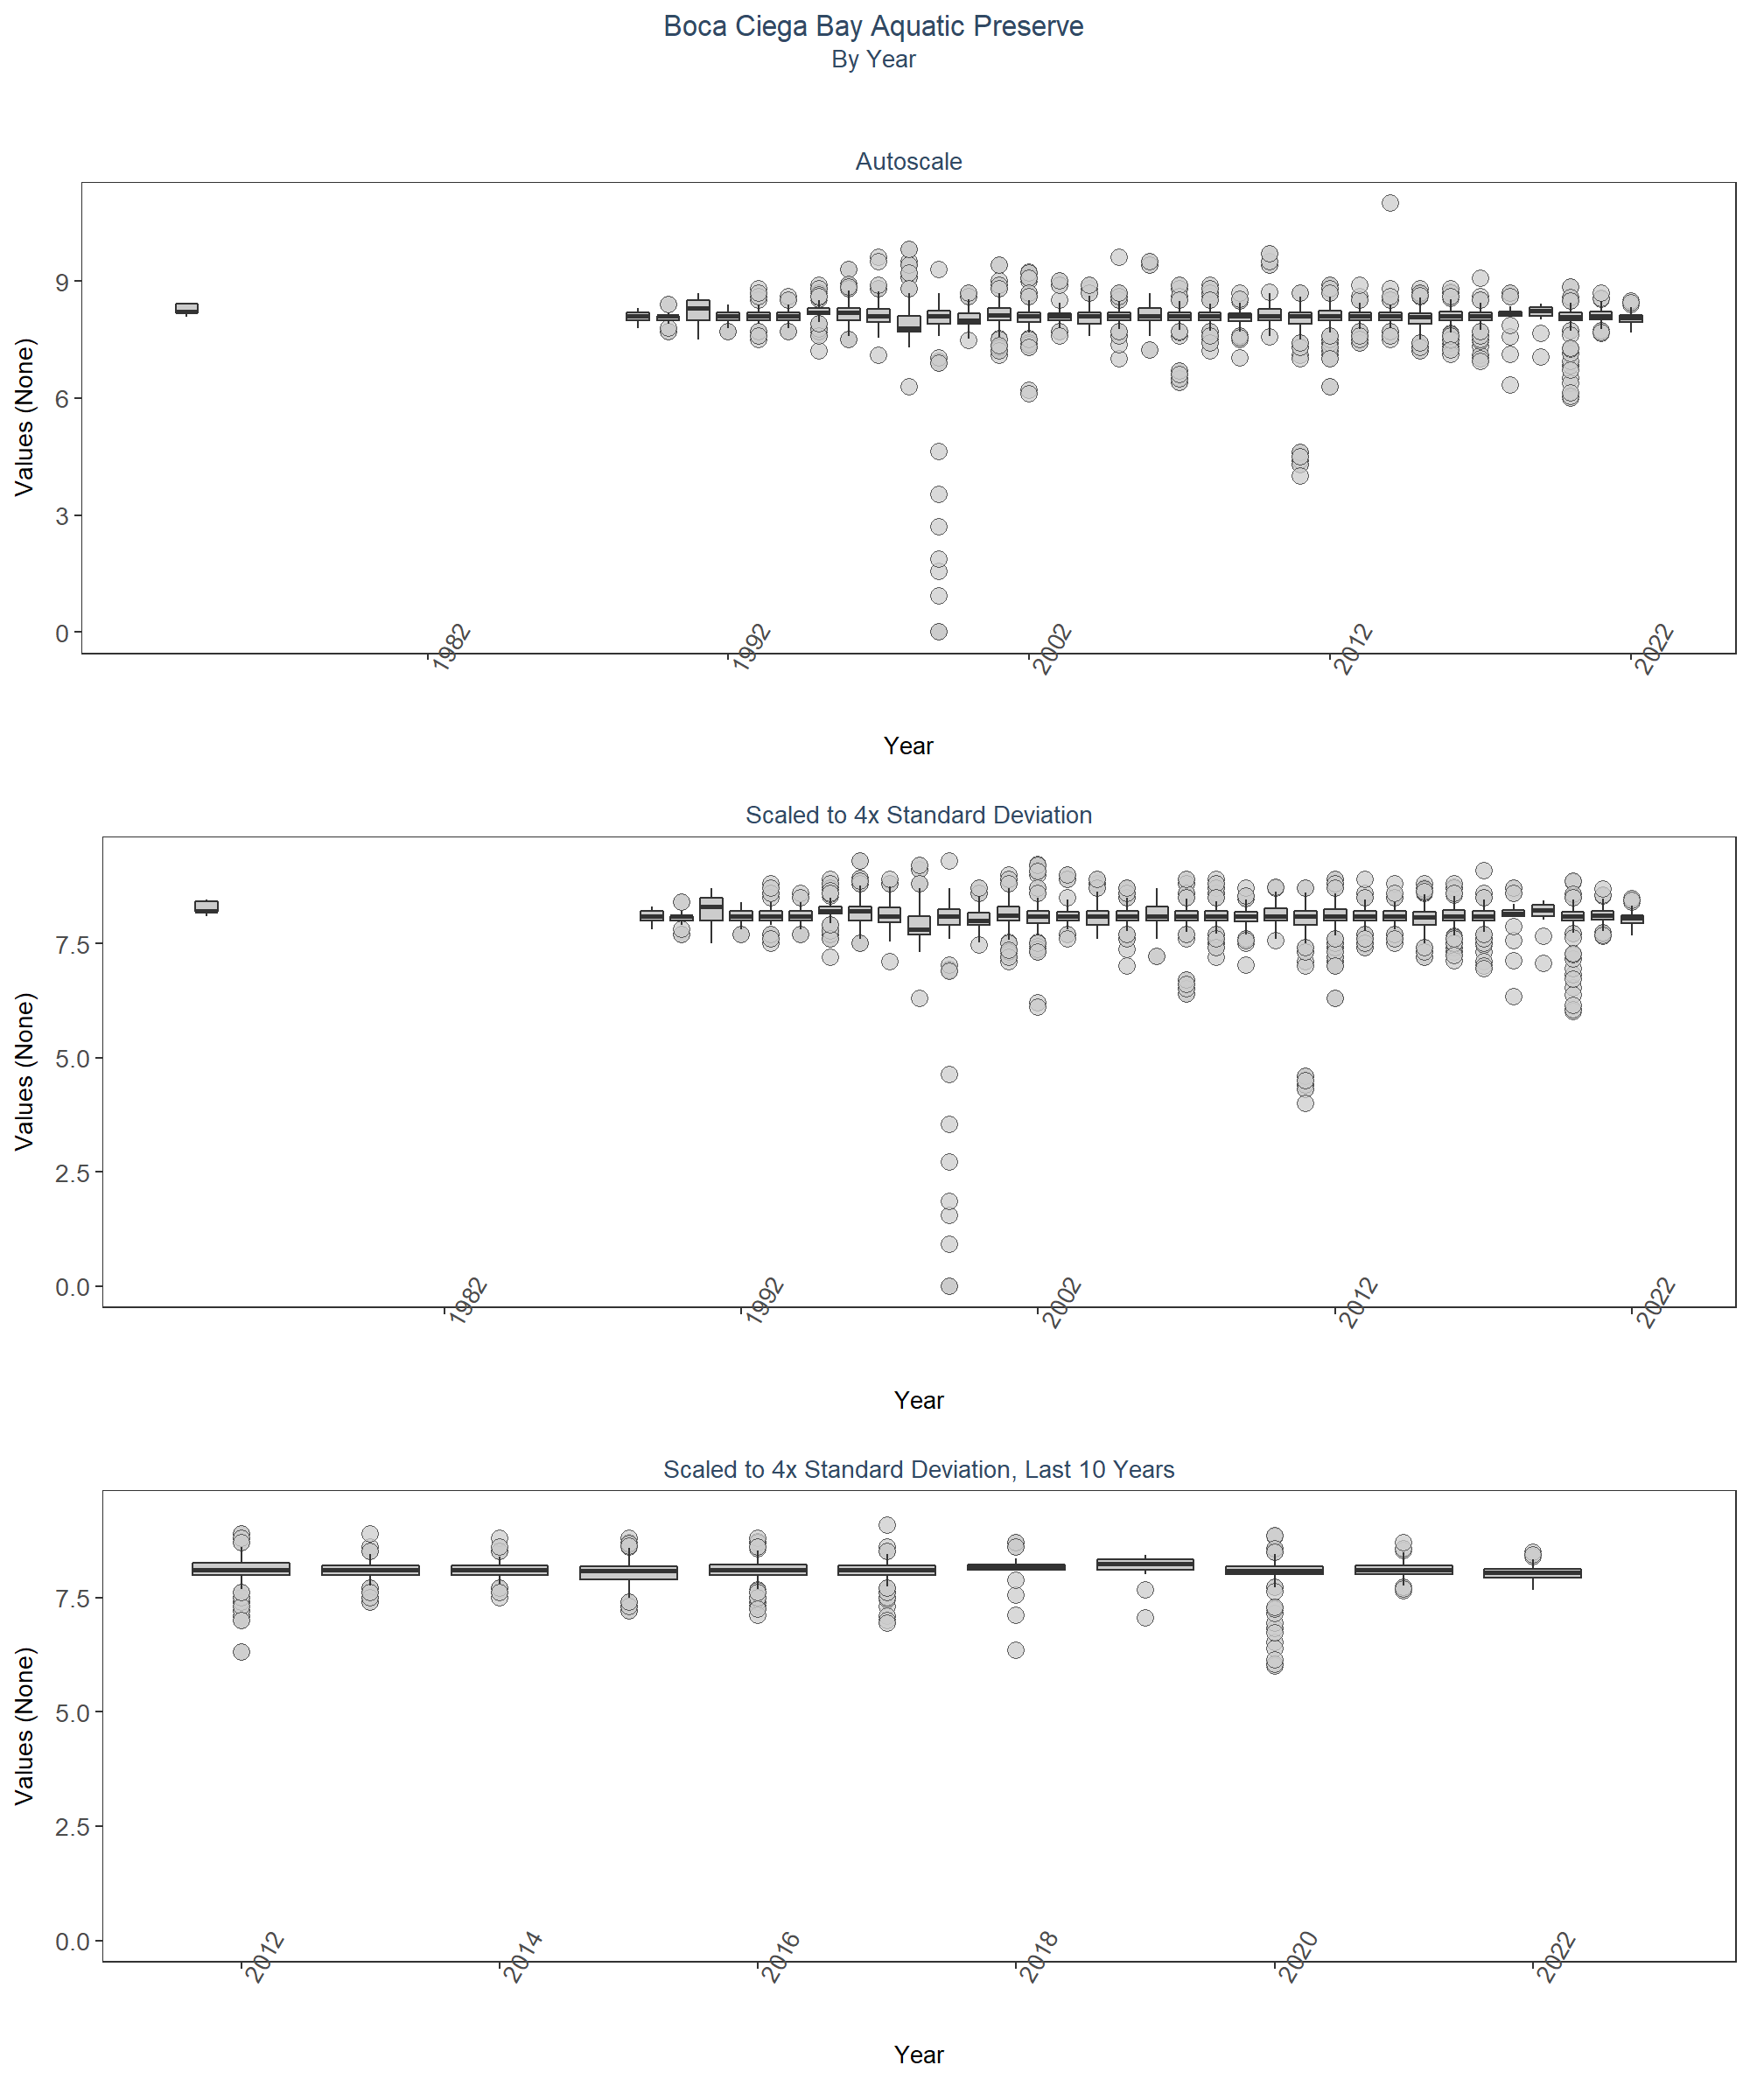 Boca Ciega Bay Aquatic Preserve
By Year
Autoscale
Values (None)
9
6
3
0
1982
1992
2002
2012
2022
Year
Scaled to 4x Standard Deviation
Values (None)
7.5
5.0
2.5
0.0
1982
1992
2002
2012
2022
Year
Scaled to 4x Standard Deviation, Last 10 Years
Values (None)
7.5
5.0
2.5
0.0
2012
2014
2016
2018
2020
2022
Year